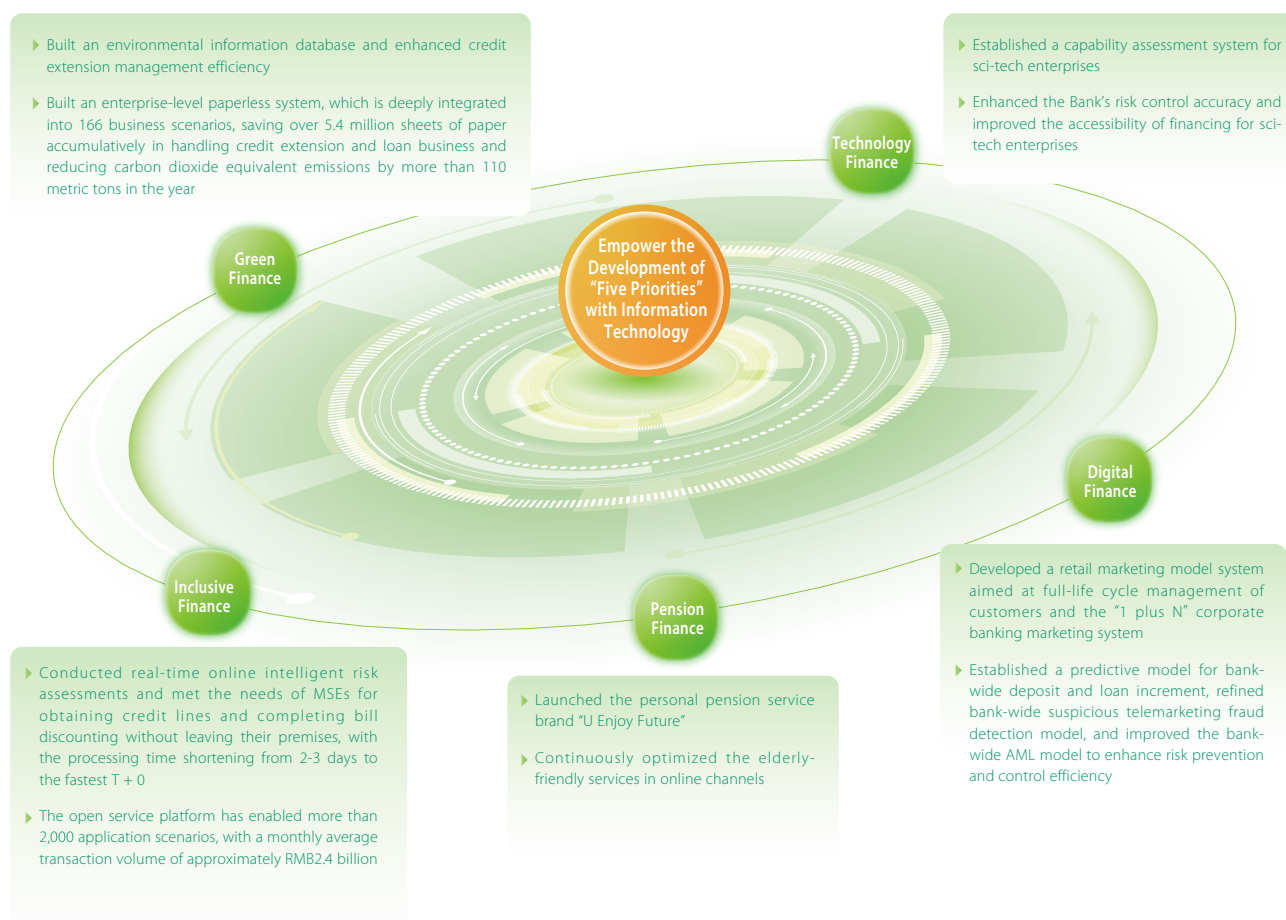 Built an environmental information database and enhanced credit
extension management efficiency
Built an enterprise-level paperless system, which is deeply integrated
into 166 business scenarios, saving over 5.4 million sheets of paper
accumulatively in handling credit extension and loan business and
reducing carbon dioxide equivalent emissions by more than 110
metric tons in the year
Established a capability assessment system for
sci-tech enterprises
Enhanced the Bank's risk control accuracy and
improved the accessibility of financing for sci-
tech enterprises
Technology
Finance
Green
Finance
Empower the
Development of
“Five Priorities”
with Information
Technology
Digital
Finance
Inclusive
Finance
Pension
Finance
Conducted real-time online intelligent risk
assessments and met the needs of MSEs for
obtaining credit lines and completing bill
discounting without leaving their premises, with
the processing time shortening from 2-3 days to
the fastest T + 0
The open service platform has enabled more than
2,000 application scenarios, with a monthly average
transaction volume of approximately RMB2.4 billion
Launched the personal pension service
brand “U Enjoy Future”
Continuously optimized the elderly-
friendly services in online channels
Developed a retail marketing model system
aimed at full-life cycle management of
customers and the “1 plus N” corporate
banking marketing system
Established a predictive model for bank-
wide deposit and loan increment, refined
bank-wide suspicious telemarketing fraud
detection model, and improved the bank-
wide AML model to enhance risk prevention
and control efficiency